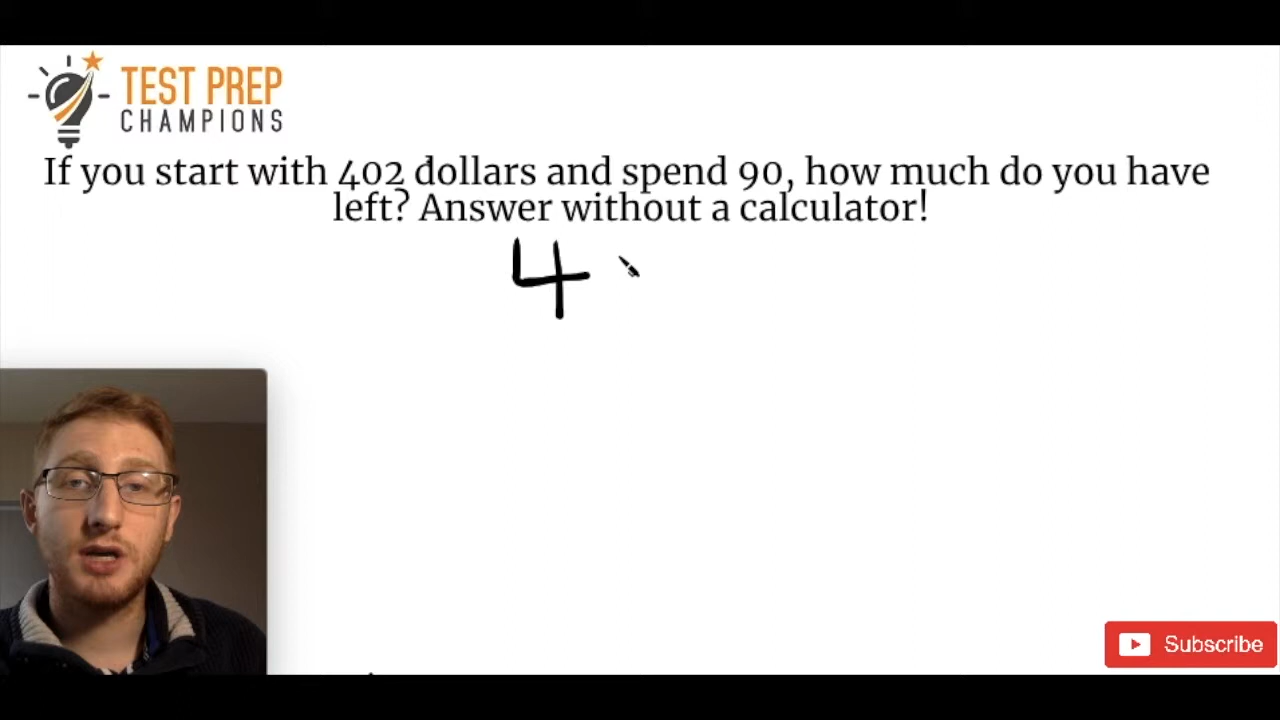 TEST PREP
CHAMPIONS
If you start with 402 dollars and spend 90, how much do you have
left? Answer without a calculator!
4
Subscribe